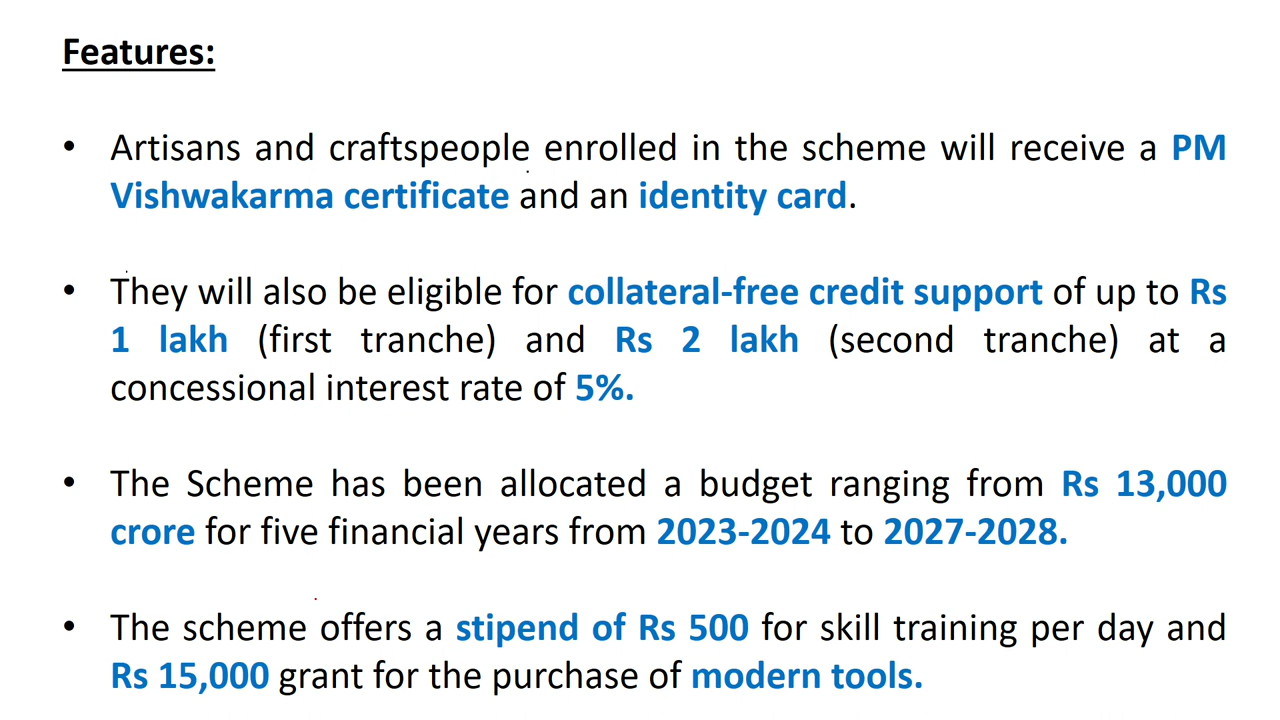 Features:
• Artisans and craftspeople enrolled in the scheme will receive a PM
Vishwakarma certificate and an identity card.
• They will also be eligible for collateral-free credit support of up to Rs
1 lakh (first tranche) and Rs 2 lakh (second tranche) at a
concessional interest rate of 5%.
• The Scheme has been allocated a budget ranging from Rs 13,000
crore for five financial years from 2023-2024 to 2027-2028.
• The scheme offers a stipend of Rs 500 for skill training per day and
Rs 15,000 grant for the purchase of modern tools.